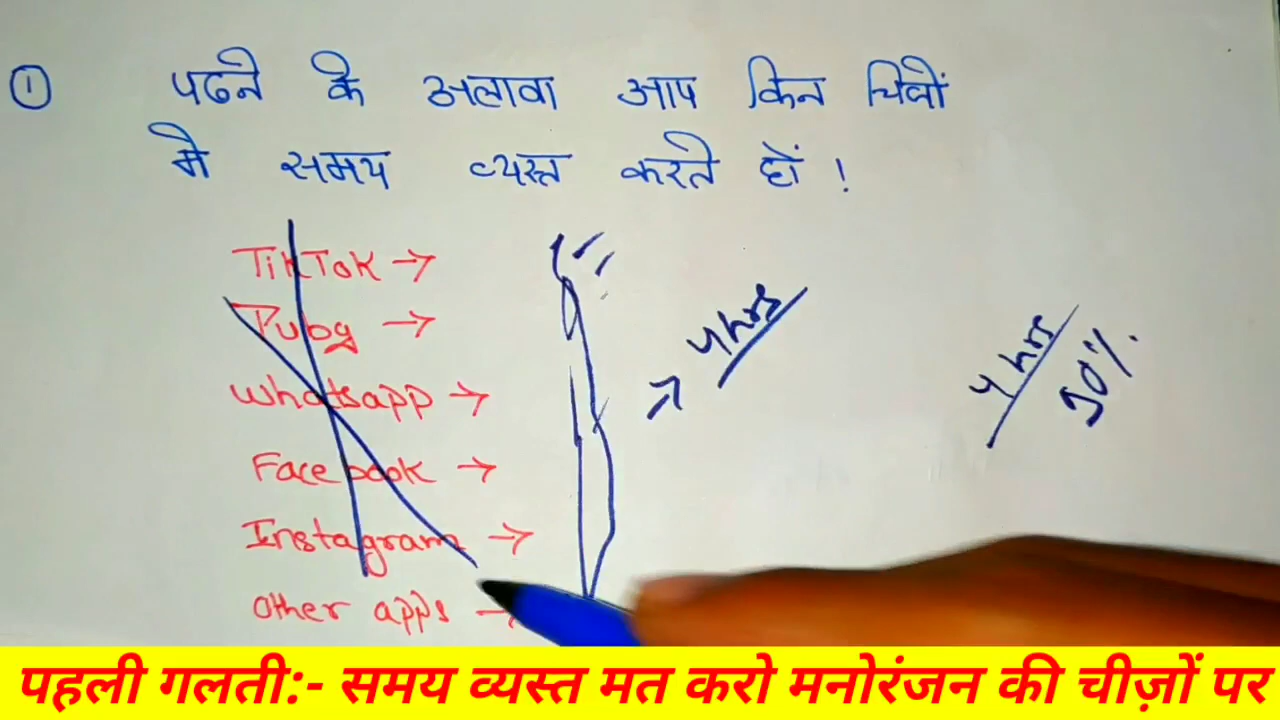 ① पढने के अलावा आप किन चिजों
मे समय व्यस्त करते हों !
TikTok →
Pubg →
Whatsapp →
Facebook →
Instagram →
Other apps →
→ 4 hrs
4 hrs
90%
पहली गलती:- समय व्यस्त मत करो मनोरंजन की चीज़ों पर